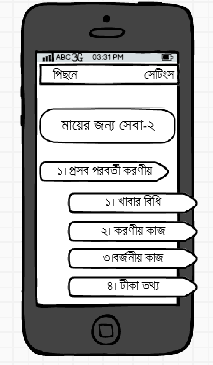 ABC 3G 03:31 PM
পিছনে সেটিংস
মায়ের জন্য সেবা-২
১। প্রসব পরবর্তী করণীয়
১। খাবার বিধি
২। করণীয় কাজ
৩।বর্জনীয় কাজ
৪। টীকা তথ্য